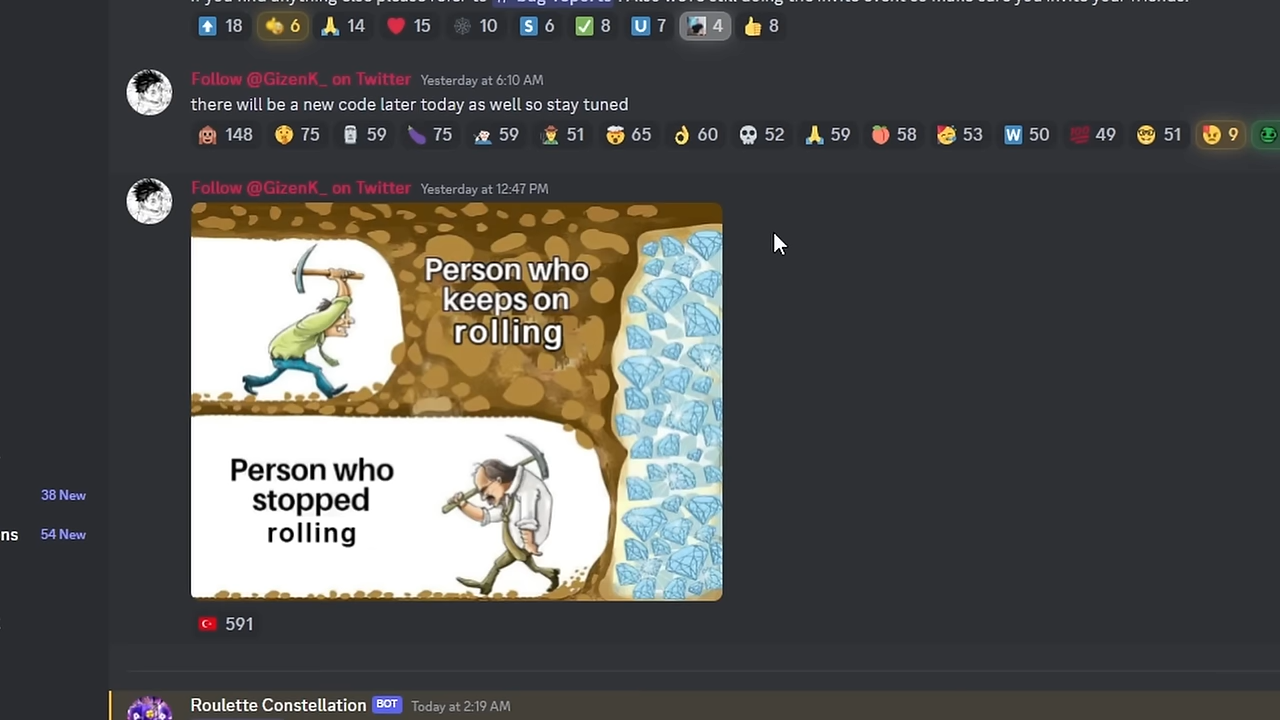 18 6 14 15 10 6 8 7 4 8
Follow @GizenK_ on Twitter Yesterday at 6:10 AM
there will be a new code later today as well so stay tuned
148 75 59 75 59 51 65 60 52 59 58 53 W 50 49 51 9
Follow @GizenK_ on Twitter Yesterday at 12:47 PM
Person who
keeps on
rolling
Person who
stopped
rolling
38 New
ns 54 New
591
Roulette Constellation BOT Today at 2:19 AM